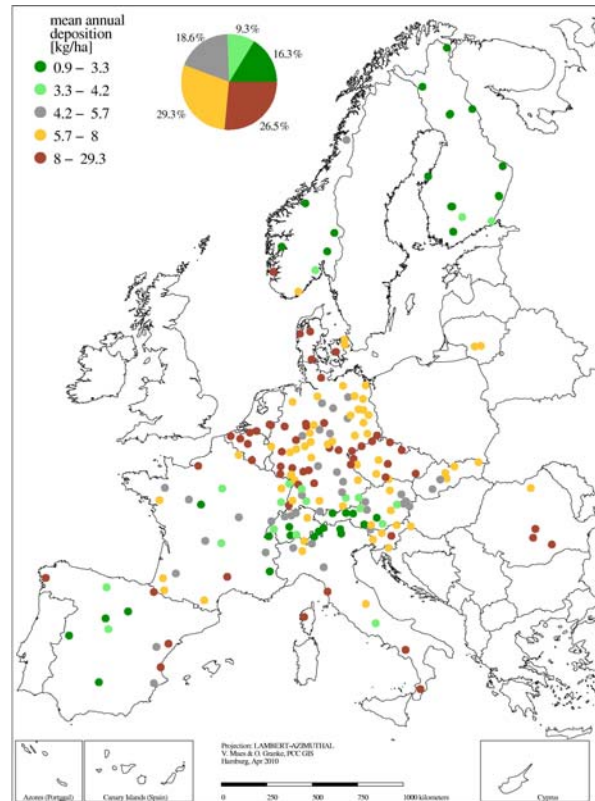 mean annual
deposition
[kg/ha]
0.9 – 3.3
3.3 – 4.2
4.2 – 5.7
5.7 – 8
8 – 29.3
9.3%
18.6%
16.3%
29.3%
26.5%
Projection: LAMBERT-AZIMUTHAL
V. Mues & O. Granke, PCC GIS
Hamburg, Apr 2010
Azores (Portugal)
Canary Islands (Spain)
0
250
500
750
1000 kilometers
Cyprus